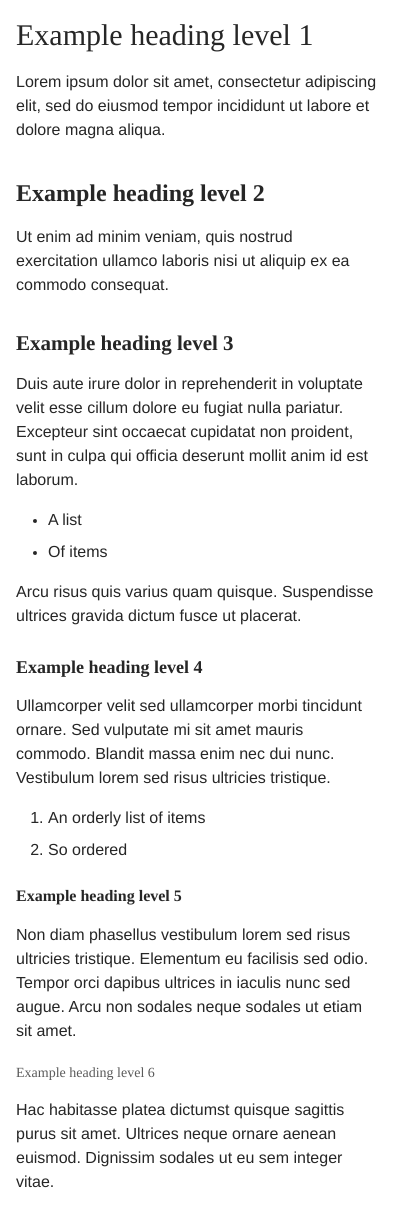 Example heading level 1
Lorem ipsum dolor sit amet, consectetur adipiscing
elit, sed do eiusmod tempor incididunt ut labore et
dolore magna aliqua.
Example heading level 2
Ut enim ad minim veniam, quis nostrud
exercitation ullamco laboris nisi ut aliquip ex ea
commodo consequat.
Example heading level 3
Duis aute irure dolor in reprehenderit in voluptate
velit esse cillum dolore eu fugiat nulla pariatur.
Excepteur sint occaecat cupidatat non proident,
sunt in culpa qui officia deserunt mollit anim id est
laborum.
• A list
• Of items
Arcu risus quis varius quam quisque. Suspendisse
ultrices gravida dictum fusce ut placerat.
Example heading level 4
Ullamcorper velit sed ullamcorper morbi tincidunt
ornare. Sed vulputate mi sit amet mauris
commodo. Blandit massa enim nec dui nunc.
Vestibulum lorem sed risus ultricies tristique.
1. An orderly list of items
2. So ordered
Example heading level 5
Non diam phasellus vestibulum lorem sed risus
ultricies tristique. Elementum eu facilisis sed odio.
Tempor orci dapibus ultrices in iaculis nunc sed
augue. Arcu non sodales neque sodales ut etiam
sit amet.
Example heading level 6
Hac habitasse platea dictumst quisque sagittis
purus sit amet. Ultrices neque ornare aenean
euismod. Dignissim sodales ut eu sem integer
vitae.